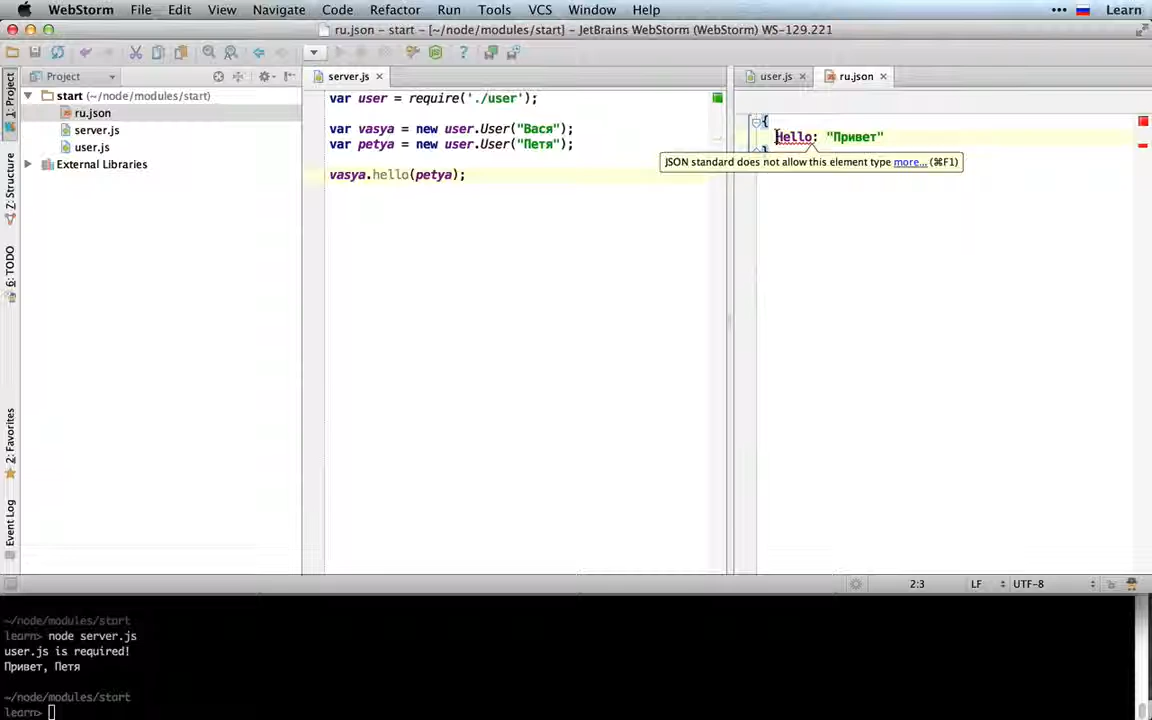 WebStorm File Edit View Navigate Code Refactor Run Tools VCS Window Help ••• Learn
ru.json – start – [~/node/modules/start] – JetBrains WebStorm (WebStorm) WS-129.221
1: Project
Z: Structure
6: TODO
2: Favorites
Event Log
Project
start (~/node/modules/start)
ru.json
server.js
user.js
External Libraries
server.js
var user = require('./user');
var vasya = new user.User("Вася");
var petya = new user.User("Петя");
vasya.hello(petya);
user.js ru.json
{
Hello: "Привет"
}
JSON standard does not allow this element type more... (⌘F1)
2:3 LF UTF-8
~/node/modules/start
learn> node server.js
user.js is required!
Привет, Петя
~/node/modules/start
learn>